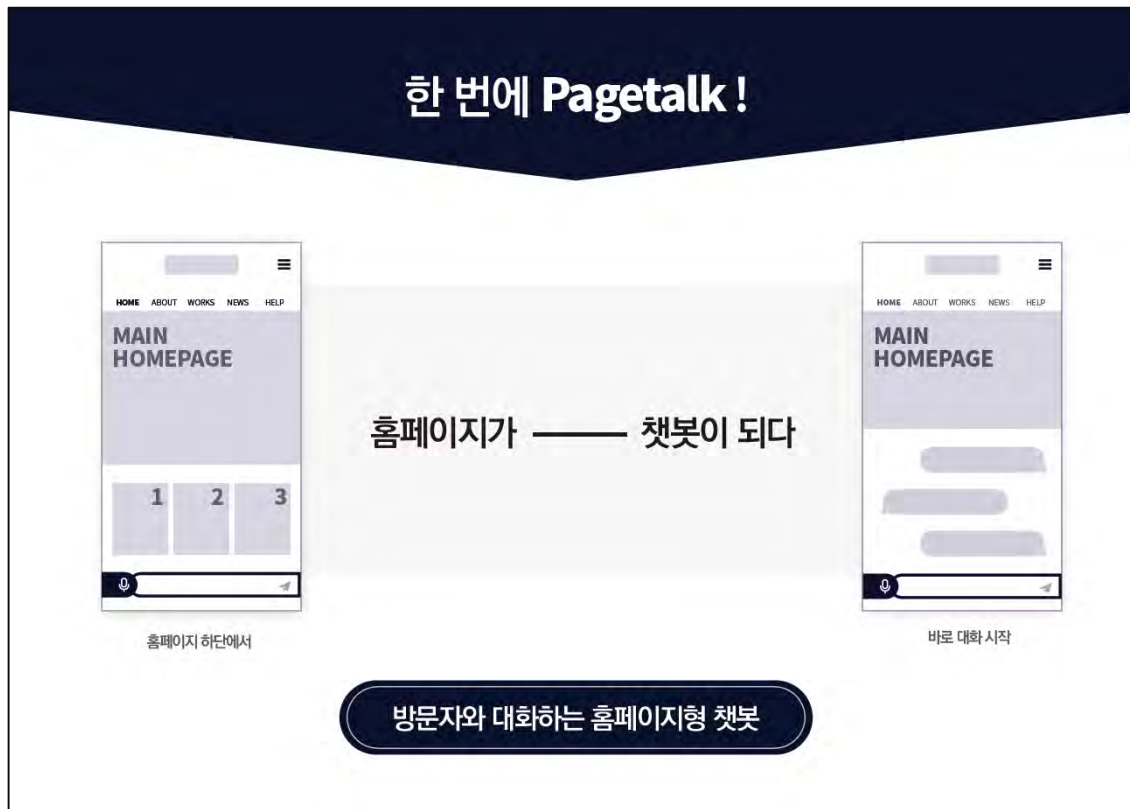 한 번에 Pagetalk !
HOME ABOUT WORKS NEWS HELP
MAIN
HOMEPAGE
1 2 3
홈페이지 하단에서
홈페이지가 챗봇이 되다
HOME ABOUT WORKS NEWS HELP
MAIN
HOMEPAGE
바로 대화 시작
방문자와 대화하는 홈페이지형 챗봇